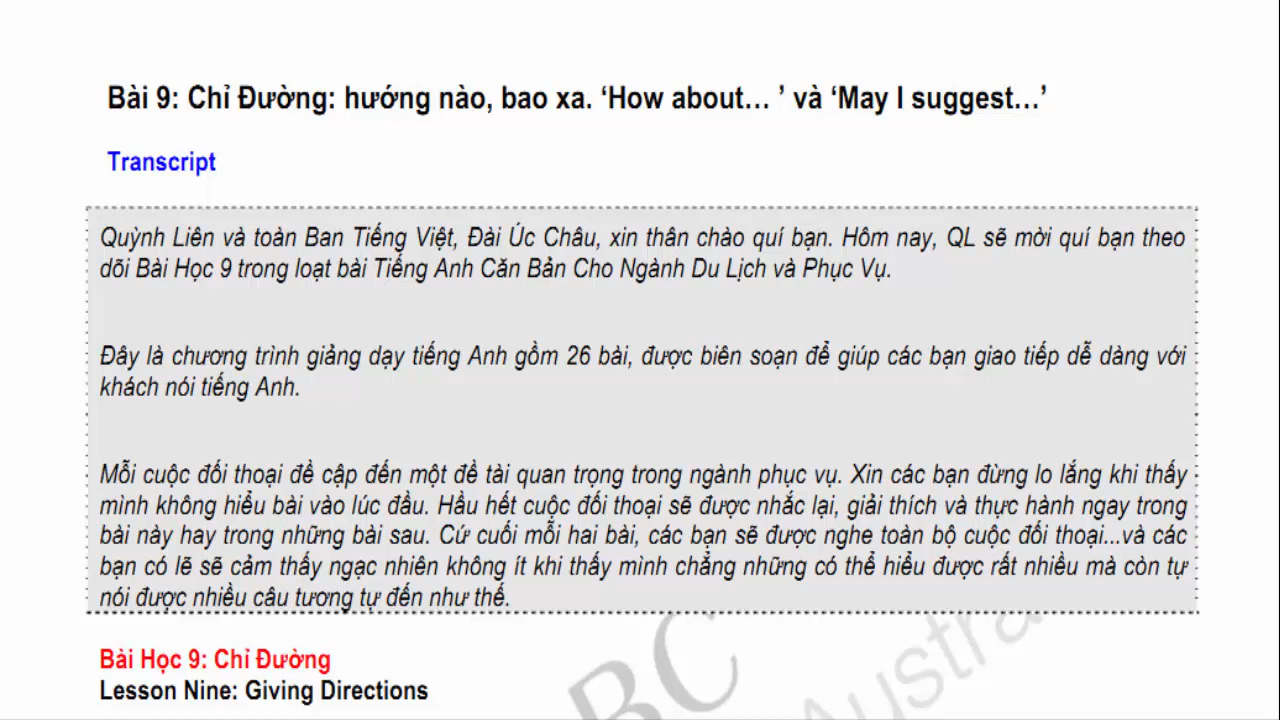 Bài 9: Chỉ Đường: hướng nào, bao xa. ‘How about… ’ và ‘May I suggest…’
Transcript
Quỳnh Liên và toàn Ban Tiếng Việt, Đài Úc Châu, xin thân chào quí bạn. Hôm nay, QL sẽ mời quí bạn theo
dõi Bài Học 9 trong loạt bài Tiếng Anh Căn Bản Cho Ngành Du Lịch và Phục Vụ.
Đây là chương trình giảng dạy tiếng Anh gồm 26 bài, được biên soạn để giúp các bạn giao tiếp dễ dàng với
khách nói tiếng Anh.
Mỗi cuộc đối thoại đề cập đến một đề tài quan trọng trong ngành phục vụ. Xin các bạn đừng lo lắng khi thấy
mình không hiểu bài vào lúc đầu. Hầu hết cuộc đối thoại sẽ được nhắc lại, giải thích và thực hành ngay trong
bài này hay trong những bài sau. Cứ cuối mỗi hai bài, các bạn sẽ được nghe toàn bộ cuộc đối thoại...và các
bạn có lẽ sẽ cảm thấy ngạc nhiên không ít khi thấy mình chẳng những có thể hiểu được rất nhiều mà còn tự
nói được nhiều câu tương tự đến như thế.
Bài Học 9: Chỉ Đường
Lesson Nine: Giving Directions
BC
Austra